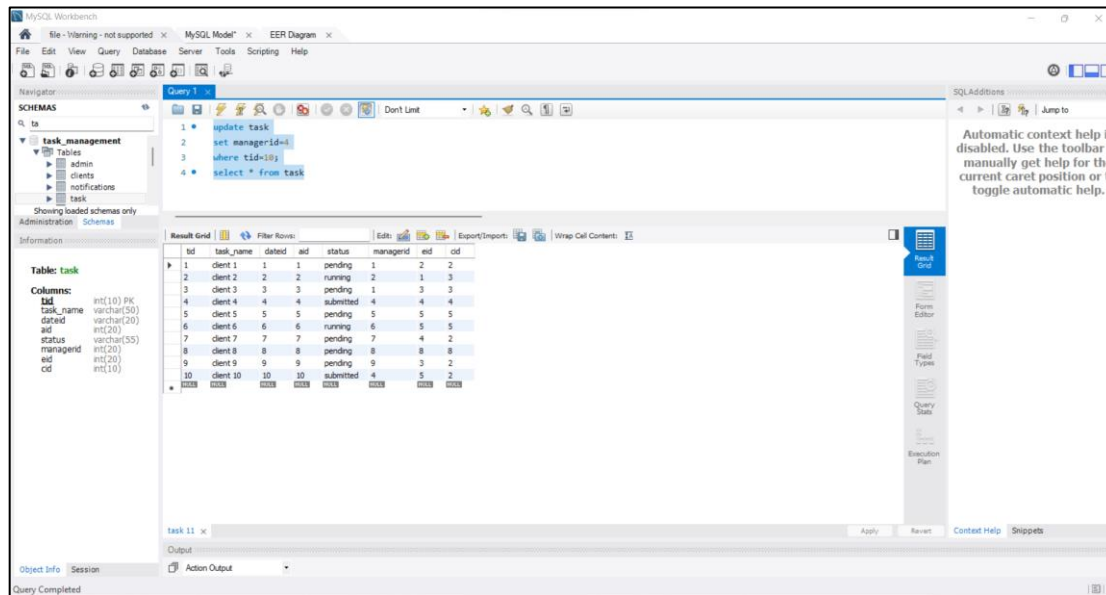 MySQL Workbench
file - Warning - not supported × MySQL Model* × EER Diagram ×
File Edit View Query Database Server Tools Scripting Help
Navigator
SCHEMAS
ta
task_management
Tables
admin
clients
notifications
task
Showing loaded schemas only
Administration Schemas
Information
Table: task
Columns:
tid int(10) PK
task_name varchar(50)
dateid varchar(20)
aid int(20)
status varchar(55)
managerid int(20)
eid int(20)
cid int(10)
Object Info Session
Query Completed
Query 1 ×
Don't Limit
1 update task
2 set managerid=4
3 where tid=10;
4 select * from task
Result Grid Filter Rows: Edit: Export/Import: Wrap Cell Content:
tid task_name dateid aid status managerid eid cid
1 client 1 1 1 pending 1 2 2
2 client 2 2 2 running 2 1 3
3 client 3 3 3 pending 1 3 3
4 client 4 4 4 submitted 4 4 4
5 client 5 5 5 pending 5 5 5
6 client 6 6 6 running 6 5 5
7 client 7 7 7 pending 7 4 2
8 client 8 8 8 pending 8 8 8
9 client 9 9 9 pending 9 3 2
10 client 10 10 10 submitted 4 5 2
NULL NULL NULL NULL NULL NULL NULL NULL
Result
Grid
Form
Editor
Field
Types
Query
Stats
Execution
Plan
task 11 ×
Apply Revert
Output
Action Output
SQLAdditions
Jump to
Automatic context help i
disabled. Use the toolbar
manually get help for th
current caret position or
toggle automatic help.
Context Help Snippets